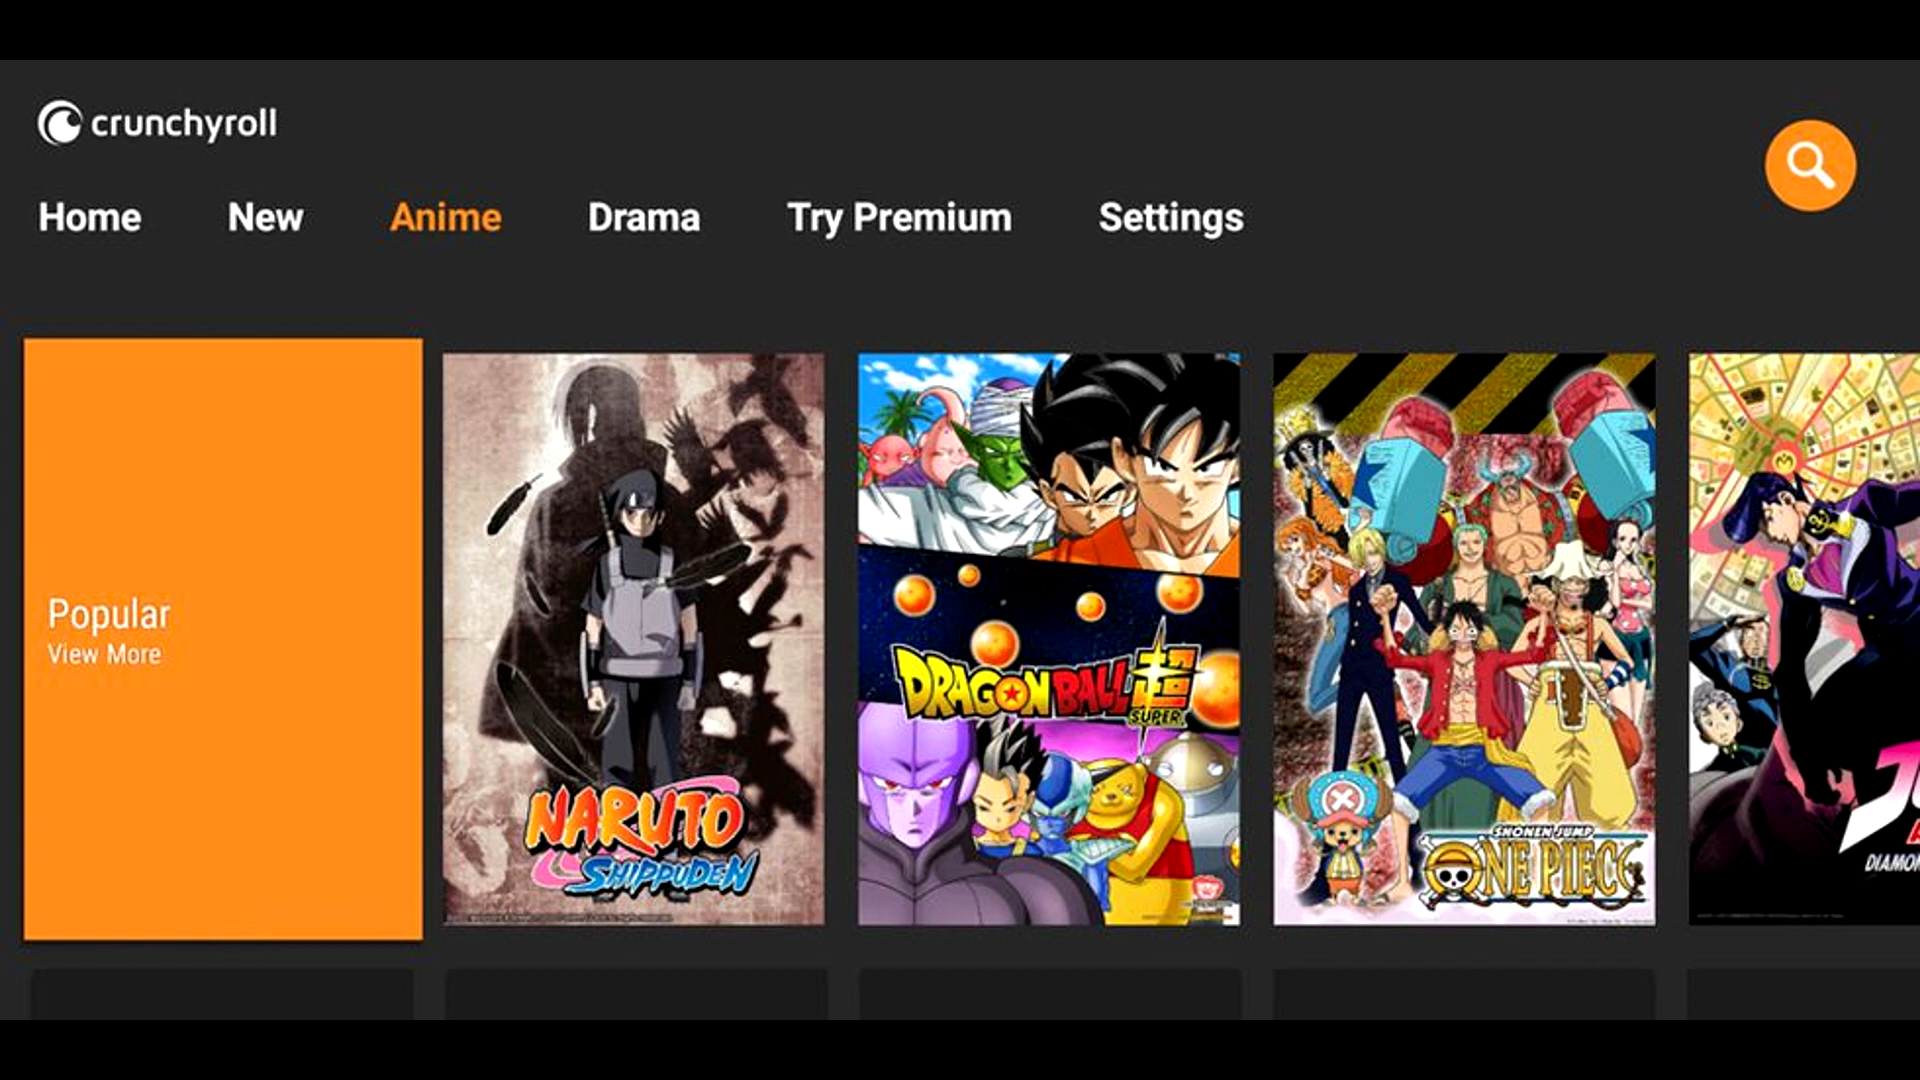 crunchyroll
Home New Anime Drama Try Premium Settings
Popular
View More
NARUTO
SHIPPUDEN
DRAGON BALL 超
SUPER
SHONEN JUMP
ONE PIECE